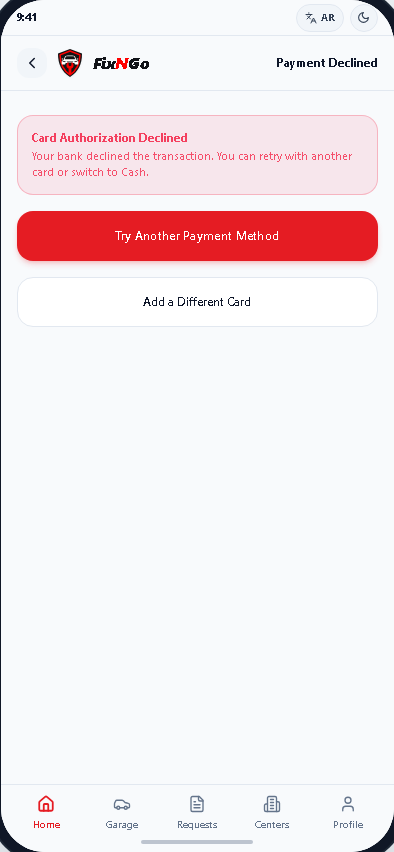 9:41
AR
FixNGo
Payment Declined
Card Authorization Declined
Your bank declined the transaction. You can retry with another
card or switch to Cash.
Try Another Payment Method
Add a Different Card
Home
Garage
Requests
Centers
Profile